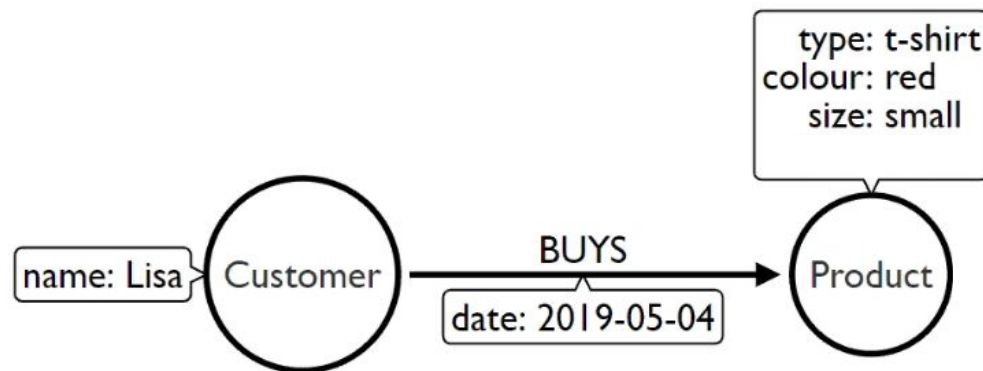 type: t-shirt
colour: red
size: small
name: Lisa
Customer
BUYS
date: 2019-05-04
Product